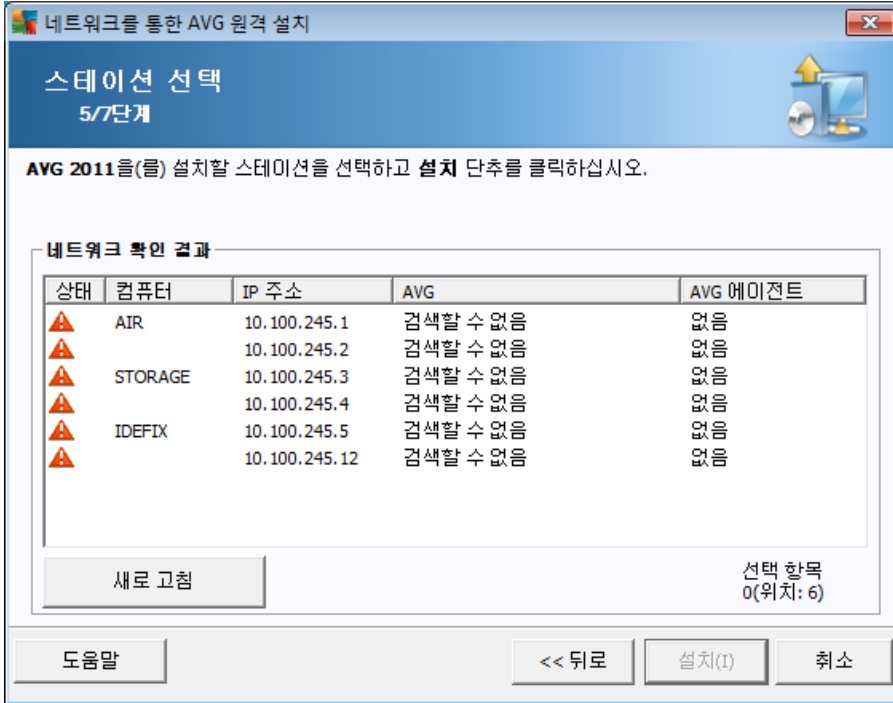 네트워크를 통한 AVG 원격 설치
스테이션 선택
5/7단계
AVG 2011을(를) 설치할 스테이션을 선택하고 설치 단추를 클릭하십시오.
네트워크 확인 결과
상태 컴퓨터 IP 주소 AVG AVG 에이전트
AIR 10.100.245.1 검색할 수 없음 없음
10.100.245.2 검색할 수 없음 없음
STORAGE 10.100.245.3 검색할 수 없음 없음
10.100.245.4 검색할 수 없음 없음
IDEFIX 10.100.245.5 검색할 수 없음 없음
10.100.245.12 검색할 수 없음 없음
새로 고침
선택 항목
0(위치: 6)
도움말 << 뒤로 설치(I) 취소